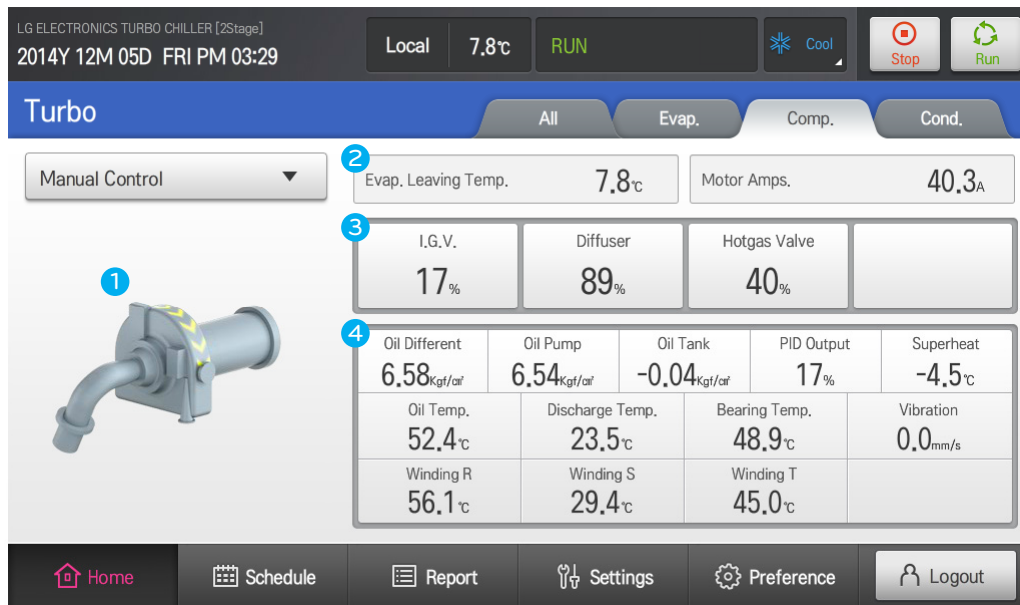 LG ELECTRONICS TURBO CHILLER [2Stage]
2014Y 12M 05D FRI PM 03:29
Local 7.8℃ RUN Cool Stop Run
Turbo All Evap. Comp. Cond.
Manual Control
2
Evap. Leaving Temp. 7.8℃ Motor Amps. 40.3A
3
I.G.V. Diffuser Hotgas Valve
17% 89% 40%
1
4
Oil Different Oil Pump Oil Tank PID Output Superheat
6.58Kgf/㎠ 6.54Kgf/㎠ -0.04Kgf/㎠ 17% -4.5℃
Oil Temp. Discharge Temp. Bearing Temp. Vibration
52.4℃ 23.5℃ 48.9℃ 0.0mm/s
Winding R Winding S Winding T
56.1℃ 29.4℃ 45.0℃
Home Schedule Report Settings Preference Logout